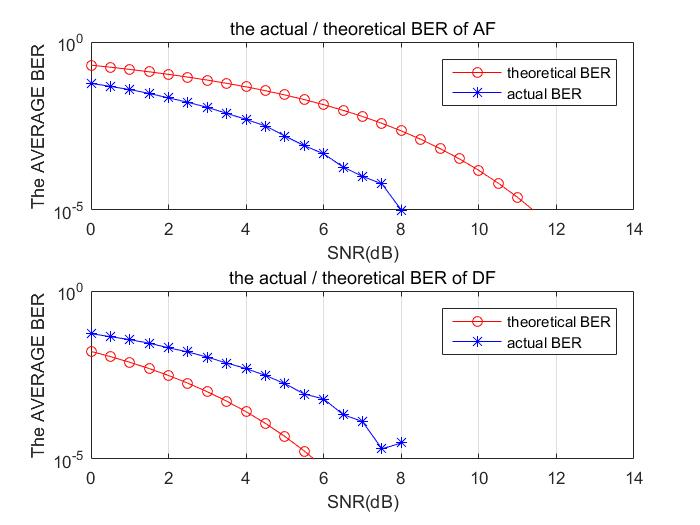 the actual / theoretical BER of AF
10^0
theoretical BER
actual BER
The AVERAGE BER
10^-5
0 2 4 6 8 10 12 14
SNR(dB)
the actual / theoretical BER of DF
10^0
theoretical BER
actual BER
The AVERAGE BER
10^-5
0 2 4 6 8 10 12 14
SNR(dB)